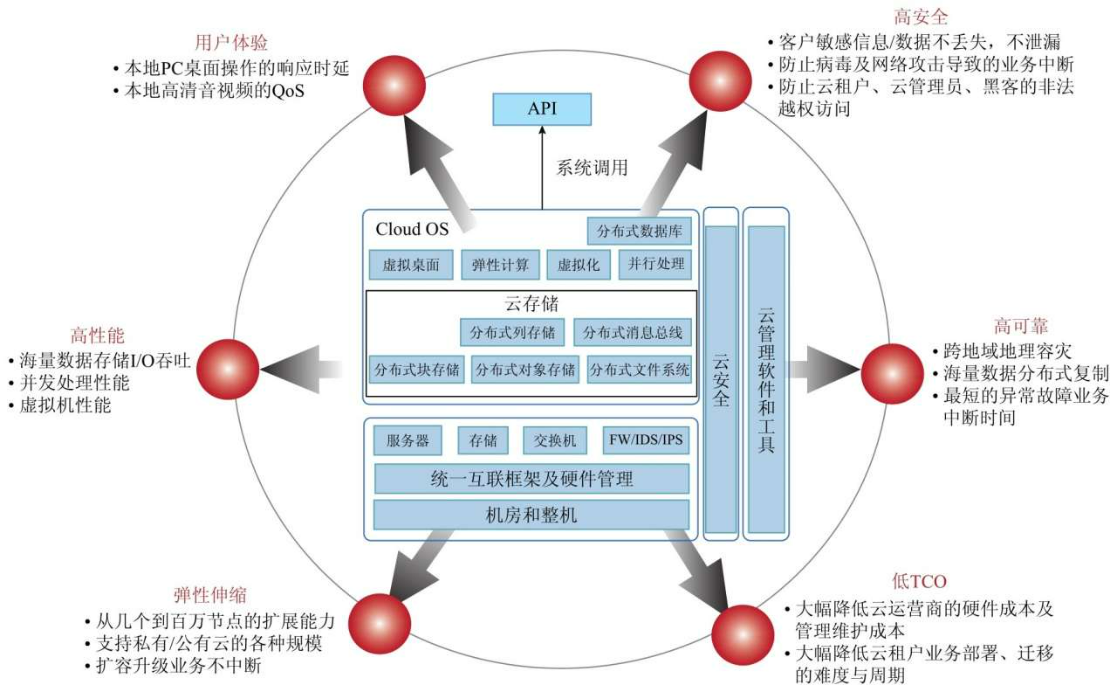 用户体验
• 本地PC桌面操作的响应时延
• 本地高清音视频的QoS
高安全
• 客户敏感信息/数据不丢失，不泄漏
• 防止病毒及网络攻击导致的业务中断
• 防止云租户、云管理员、黑客的非法
越权访问
API
系统调用
Cloud OS
分布式数据库
虚拟桌面
弹性计算
虚拟化
并行处理
云存储
分布式列存储
分布式消息总线
分布式块存储
分布式对象存储
分布式文件系统
服务器
存储
交换机
FW/IDS/IPS
统一互联框架及硬件管理
机房和整机
云安全
云管理软件和工具
高性能
• 海量数据存储I/O吞吐
• 并发处理性能
• 虚拟机性能
高可靠
• 跨地域地理容灾
• 海量数据分布式复制
• 最短的异常故障业务
中断时间
弹性伸缩
• 从几个到百万节点的扩展能力
• 支持私有/公有云的各种规模
• 扩容升级业务不中断
低TCO
• 大幅降低云运营商的硬件成本及
管理维护成本
• 大幅降低云租户业务部署、迁移
的难度与周期